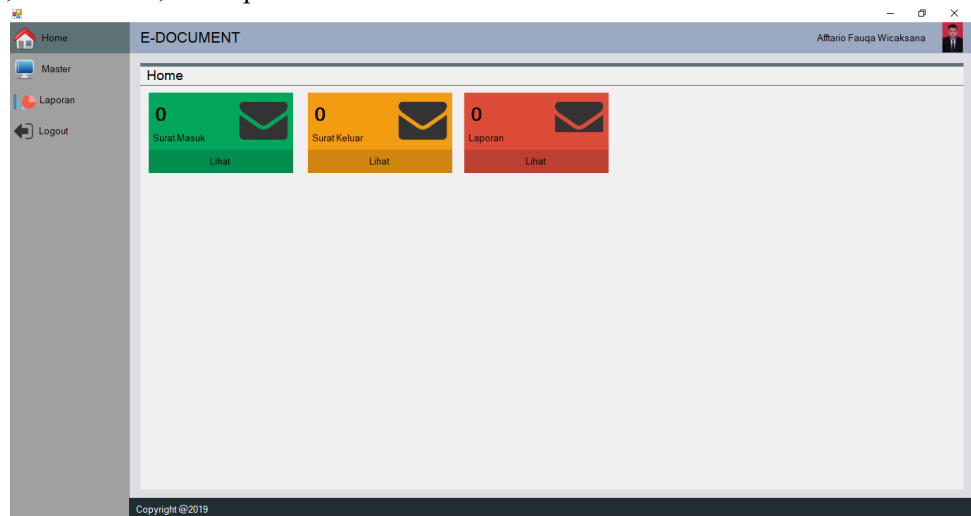 Home
E-DOCUMENT
Afftario Fauqa Wicaksana
Master
Laporan
Logout
Home
0
Surat Masuk
Lihat
0
Surat Keluar
Lihat
0
Laporan
Lihat
Copyright @2019